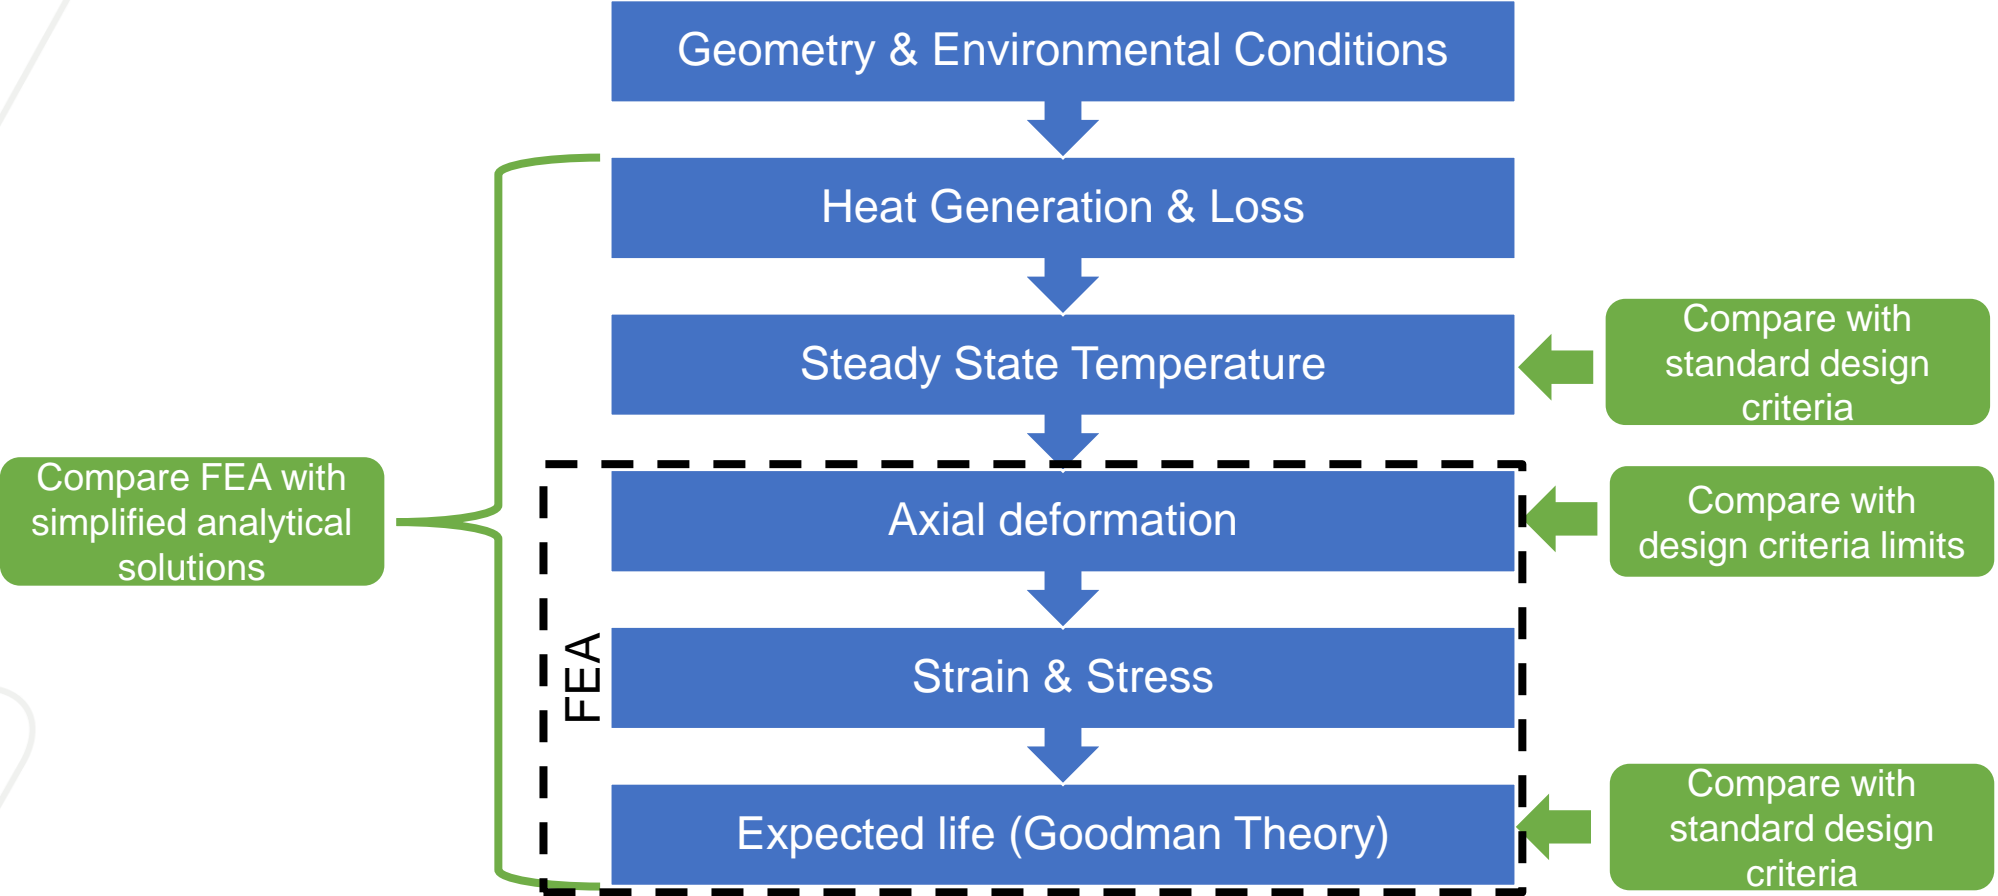 Geometry & Environmental Conditions
Heat Generation & Loss
Steady State Temperature
Compare with
standard design
criteria
Compare FEA with
simplified analytical
solutions
Axial deformation
Compare with
design criteria limits
FEA
Strain & Stress
Expected life (Goodman Theory)
Compare with
standard design
criteria